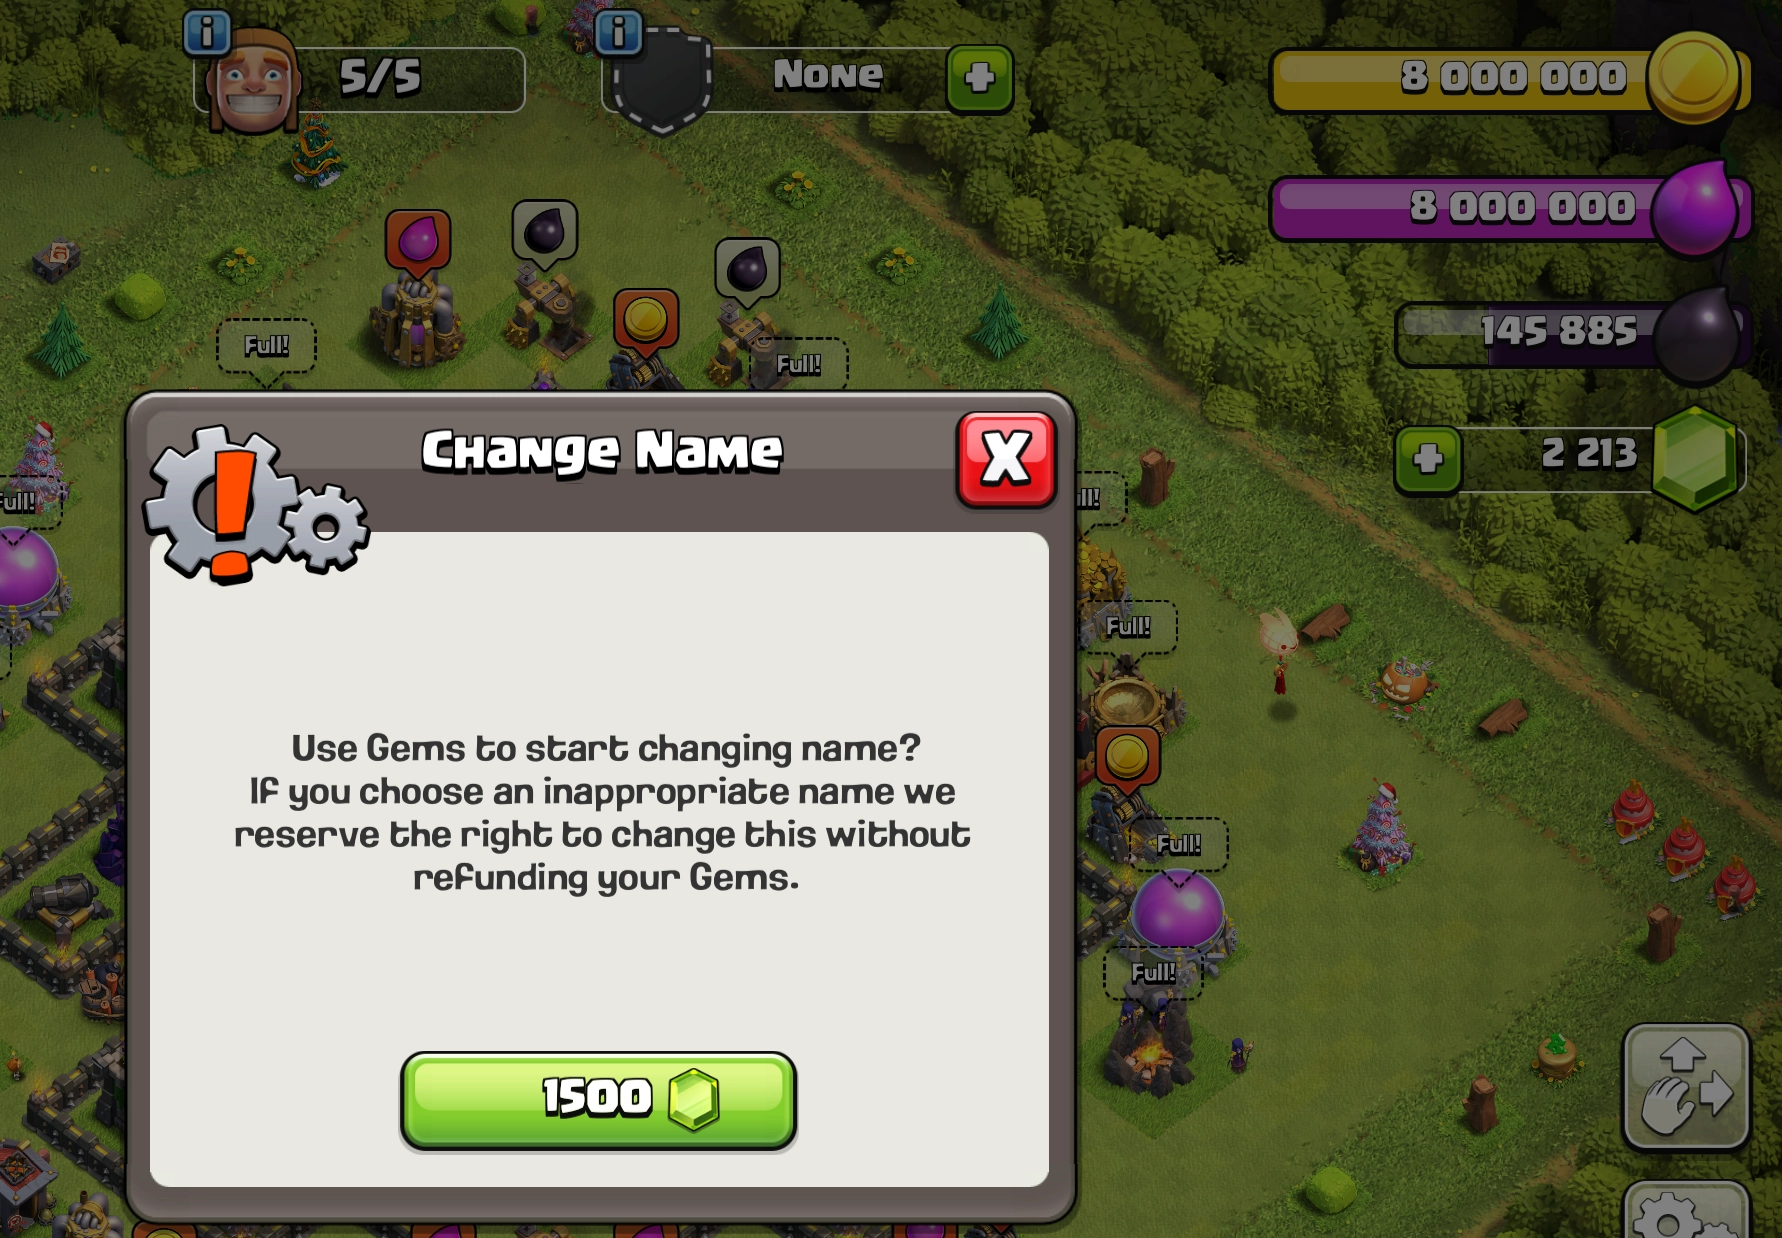 5/5
None
8 000 000
8 000 000
145 885
2 213
Full!
Full!
Full!
Change Name
X
Full!
Use Gems to start changing name?
If you choose an inappropriate name we
reserve the right to change this without
refunding your Gems.
Full!
Full!
1500